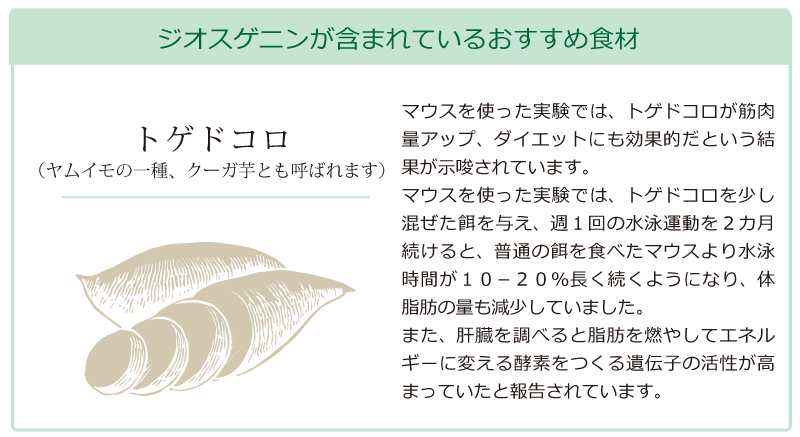 ジオスゲニンが含まれているおすすめ食材
トゲドコロ
（ヤムイモの一種、クーガ芋とも呼ばれます）
マウスを使った実験では、トゲドコロが筋肉
量アップ、ダイエットにも効果的だという結
果が示唆されています。
マウスを使った実験では、トゲドコロを少し
混ぜた餌を与え、週１回の水泳運動を２カ月
続けると、普通の餌を食べたマウスより水泳
時間が１０−２０％長く続くようになり、体
脂肪の量も減少していました。
また、肝臓を調べると脂肪を燃やしてエネル
ギーに変える酵素をつくる遺伝子の活性が高
まっていたと報告されています。